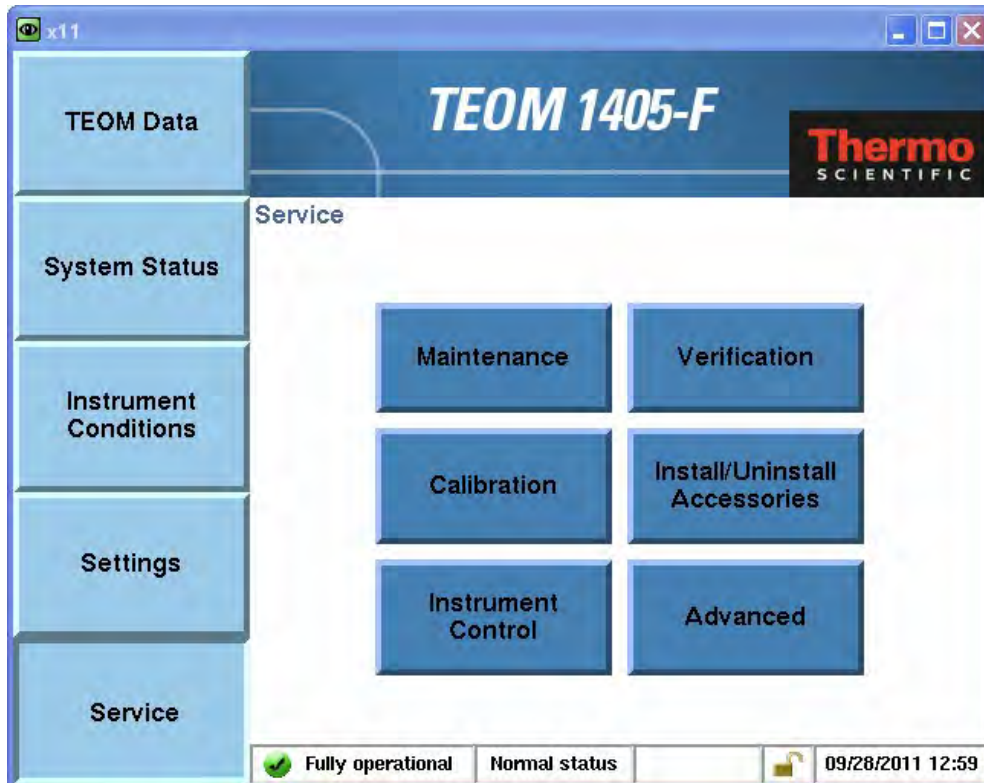 x11
TEOM Data
System Status
Instrument
Conditions
Settings
Service
TEOM 1405-F
Thermo
SCIENTIFIC
Service
Maintenance
Verification
Calibration
Install/Uninstall
Accessories
Instrument
Control
Advanced
Fully operational
Normal status
09/28/2011 12:59